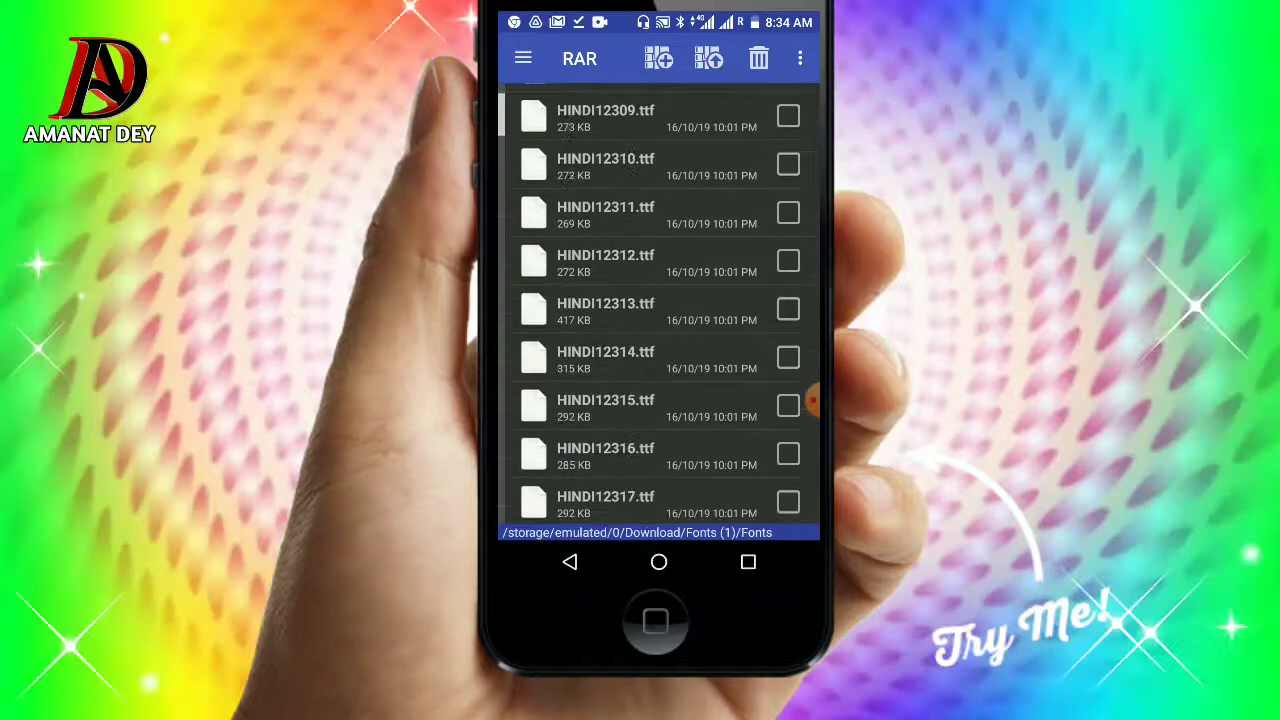 AMANAT DEY
4G
R
8:34 AM
RAR
HINDI12309.ttf
273 KB
16/10/19 10:01 PM
HINDI12310.ttf
272 KB
16/10/19 10:01 PM
HINDI12311.ttf
269 KB
16/10/19 10:01 PM
HINDI12312.ttf
272 KB
16/10/19 10:01 PM
HINDI12313.ttf
417 KB
16/10/19 10:01 PM
HINDI12314.ttf
315 KB
16/10/19 10:01 PM
HINDI12315.ttf
292 KB
16/10/19 10:01 PM
HINDI12316.ttf
285 KB
16/10/19 10:01 PM
HINDI12317.ttf
292 KB
16/10/19 10:01 PM
/storage/emulated/0/Download/Fonts (1)/Fonts
Try Me!